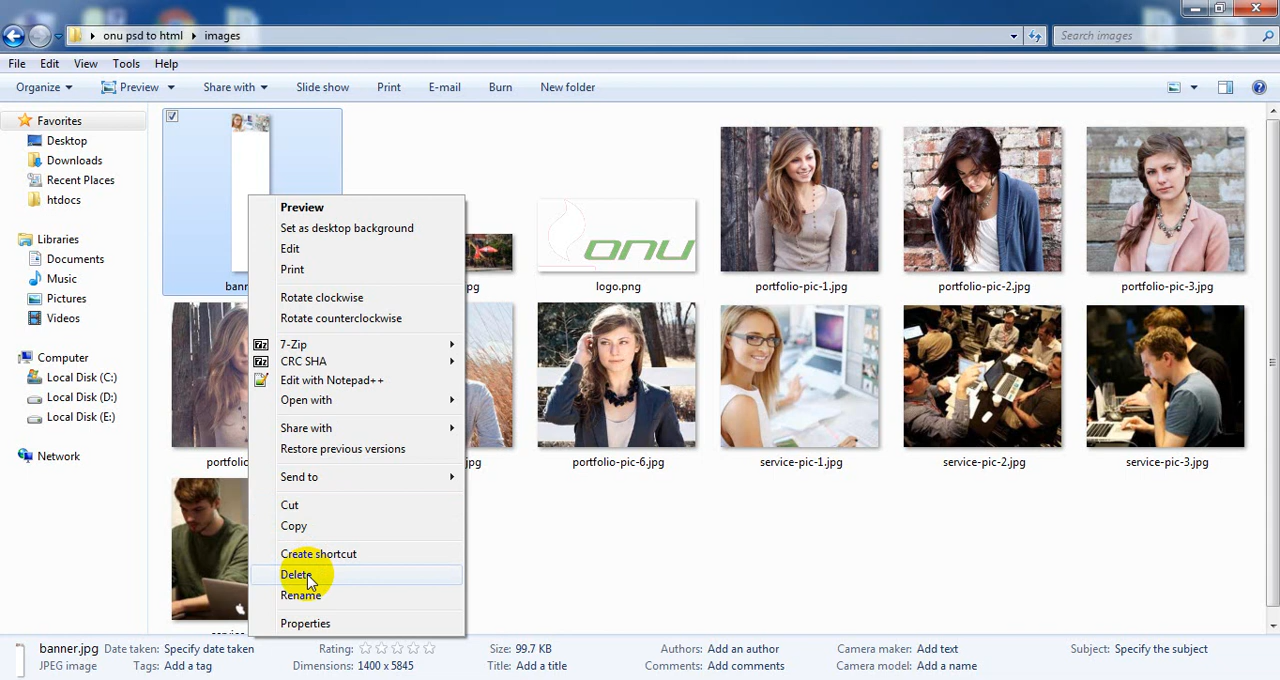 onu psd to html
images
Search images
File Edit View Tools Help
Organize Preview Share with Slide show Print E-mail Burn New folder
Favorites
Desktop
Downloads
Recent Places
htdocs
Libraries
Documents
Music
Pictures
Videos
Computer
Local Disk (C:)
Local Disk (D:)
Local Disk (E:)
Network
onu
logo.png
portfolio-pic-1.jpg
portfolio-pic-2.jpg
portfolio-pic-3.jpg
portfolio-pic-6.jpg
service-pic-1.jpg
service-pic-2.jpg
service-pic-3.jpg
Preview
Set as desktop background
Edit
Print
Rotate clockwise
Rotate counterclockwise
7-Zip
CRC SHA
Edit with Notepad++
Open with
Share with
Restore previous versions
Send to
Cut
Copy
Create shortcut
Delete
Rename
Properties
banner.jpg Date taken: Specify date taken Rating: Size: 99.7 KB Authors: Add an author Camera maker: Add text Subject: Specify the subject
JPEG image Tags: Add a tag Dimensions: 1400 x 5845 Title: Add a title Comments: Add comments Camera model: Add a name